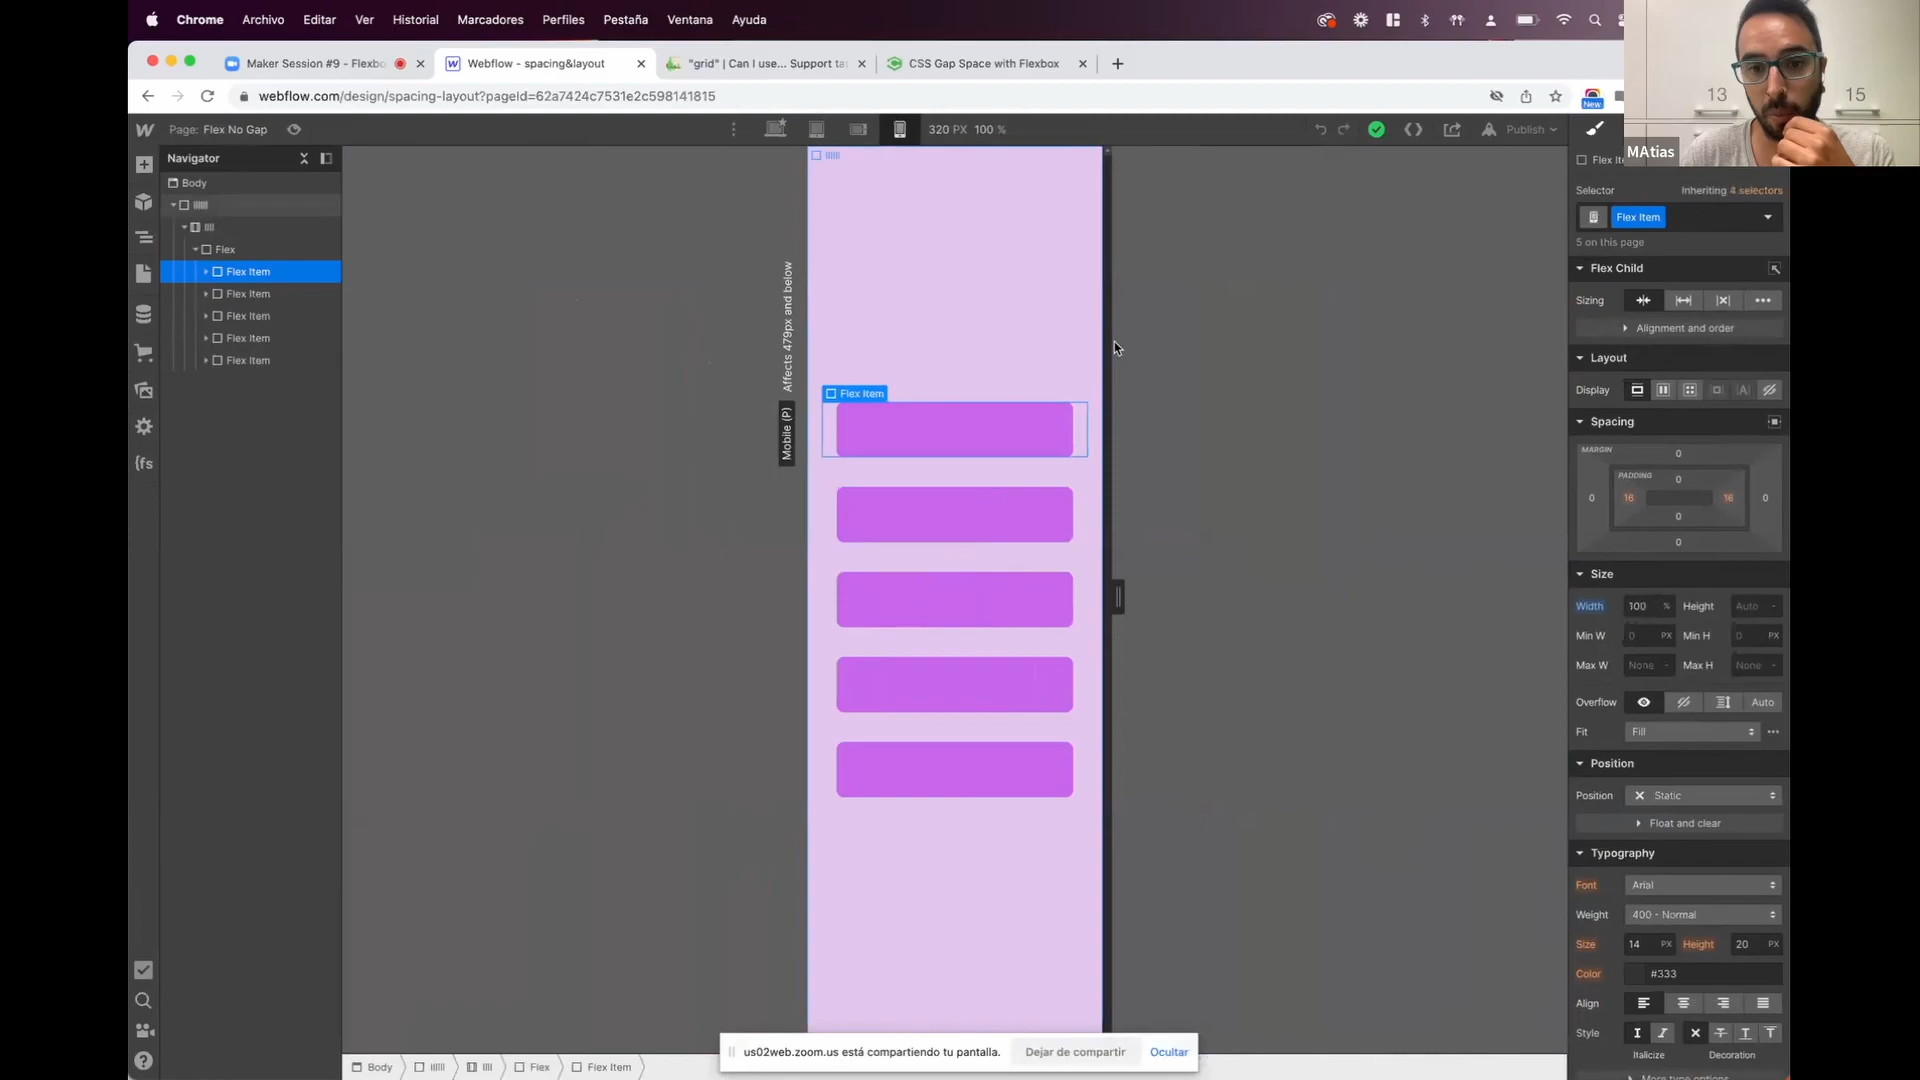 Chrome Archivo Editar Ver Historial Marcadores Perfiles Pestaña Ventana Ayuda
Maker Session #9 - Flexbo
Webflow - spacing&layout
"grid" | Can I use... Support ta
CSS Gap Space with Flexbox
webflow.com/design/spacing-layout?pageId=62a7424c7531e2c598141815
New
13
15
MAtias
Page: Flex No Gap
320 PX 100 %
Publish
Navigator
Body
Flex
Flex Item
Flex Item
Flex Item
Flex Item
Flex Item
Affects 479px and below
Mobile (P)
Flex Item
Selector
Inheriting 4 selectors
Flex Item
5 on this page
Flex Child
Sizing
Alignment and order
Layout
Display
Spacing
MARGIN
0
PADDING
0
0
16
16
0
0
0
Size
Width 100 % Height Auto -
Min W 0 PX Min H 0 PX
Max W None - Max H None -
Overflow Auto
Fit Fill
Position
Position Static
Float and clear
Typography
Font Arial
Weight 400 - Normal
Size 14 PX Height 20 PX
Color #333
Align
Style
Italicize Decoration
More type options
us02web.zoom.us está compartiendo tu pantalla.
Dejar de compartir
Ocultar
Body
Flex
Flex Item